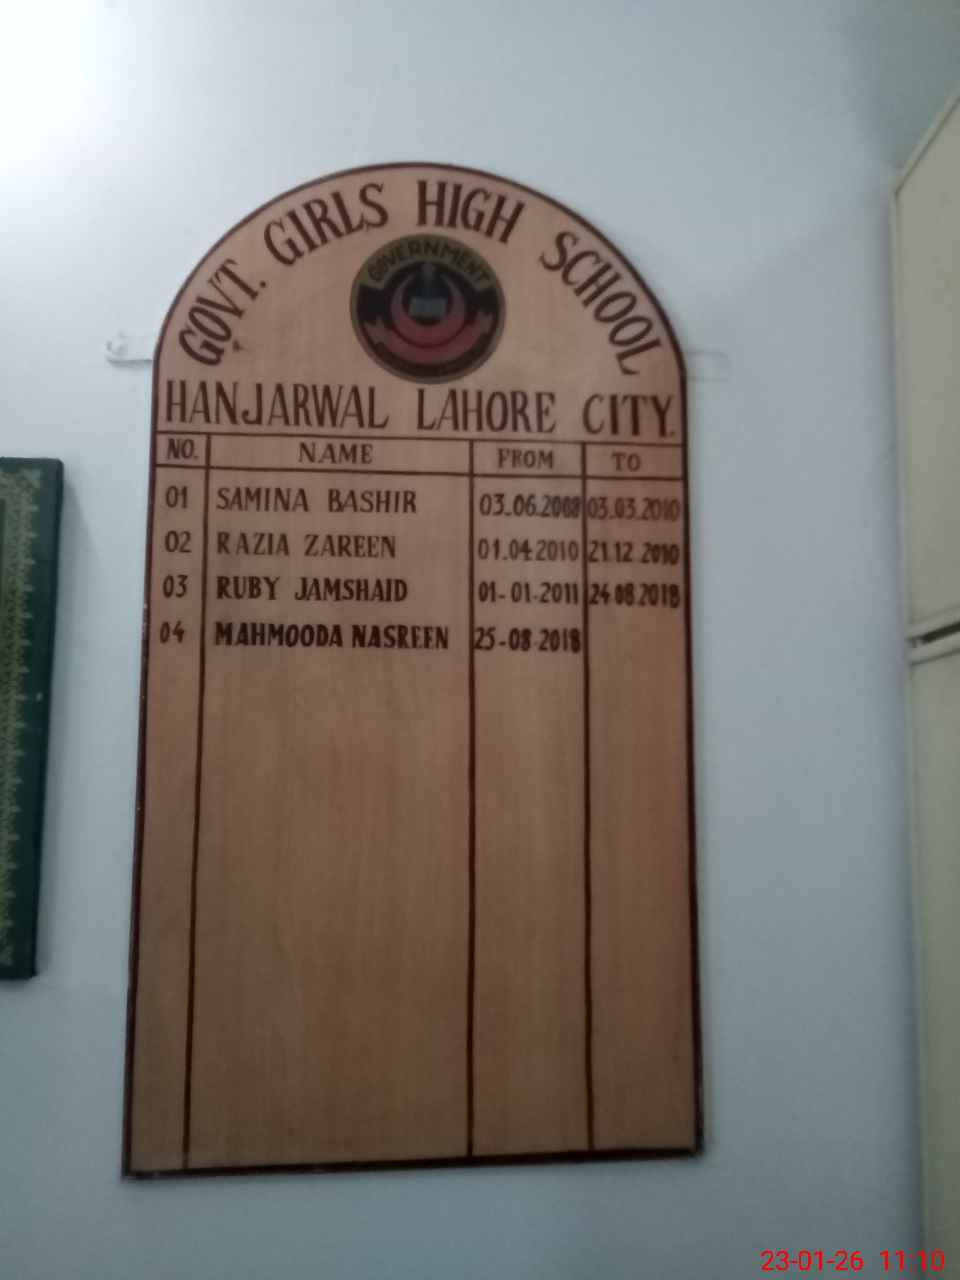 GOVT. GIRLS HIGH SCHOOL
GOVERNMENT
HANJARWAL LAHORE CITY.
NO. NAME FROM TO
01 SAMINA BASHIR 03.06.2008 03.03.2010
02 RAZIA ZAREEN 01.04.2010 21.12.2010
03 RUBY JAMSHAID 01-01-2011 24.08.2018
04 MAHMOODA NASREEN 25-08-2018
23-01-26 11:10